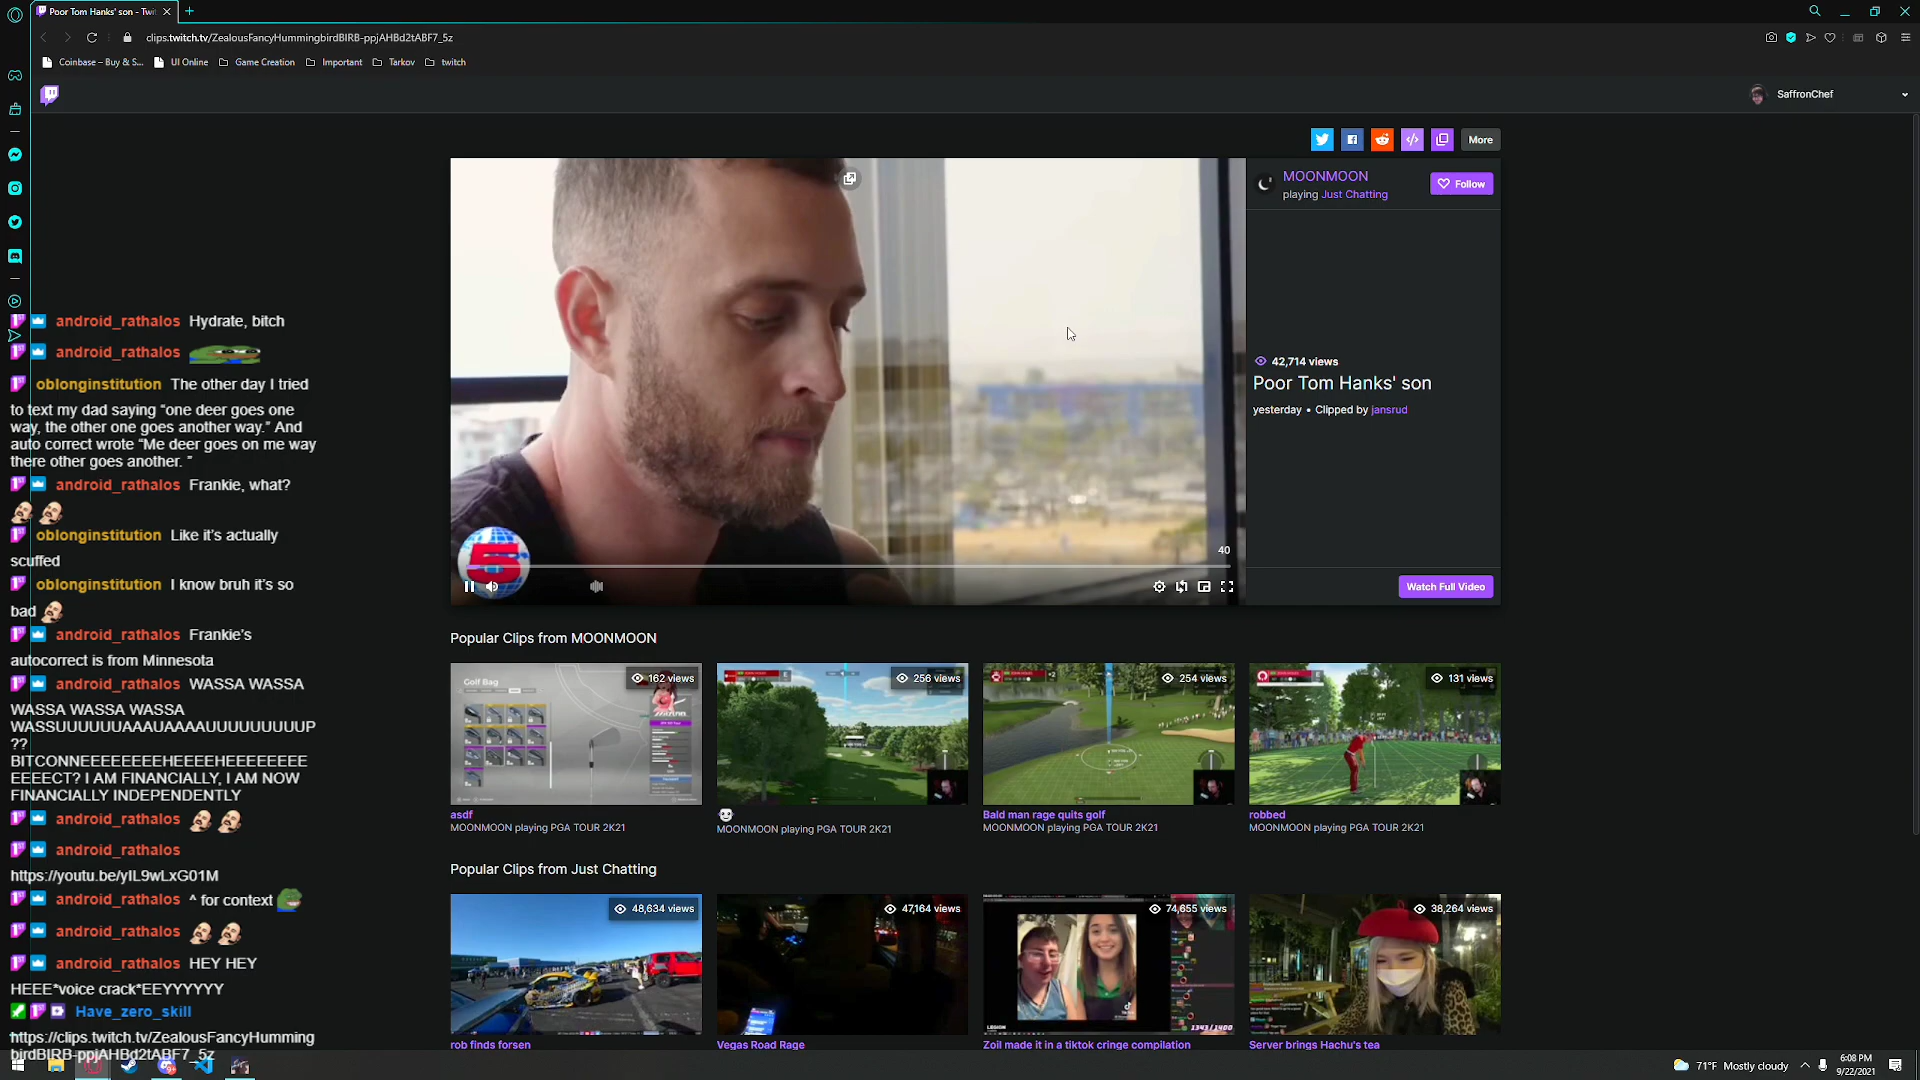 Poor Tom Hanks' son - Twit
clips.twitch.tv/ZealousFancyHummingbirdBIRB-ppjAHBd2tABF7_5z
Coinbase – Buy & S...
UI Online
Game Creation
Important
Tarkov
twitch
SaffronChef
More
MOONMOON
playing Just Chatting
Follow
42,714 views
Poor Tom Hanks' son
yesterday • Clipped by jansrud
5
40
Watch Full Video
android_rathalos Hydrate, bitch
android_rathalos
oblonginstitution The other day I tried
to text my dad saying “one deer goes one
way, the other one goes another way.” And
auto correct wrote “Me deer goes on me way
there other goes another. ”
android_rathalos Frankie, what?
oblonginstitution Like it’s actually
scuffed
oblonginstitution I know bruh it’s so
bad
android_rathalos Frankie’s
autocorrect is from Minnesota
android_rathalos WASSA WASSA
WASSA WASSA WASSA
WASSUUUUUUAAAUAAAAUUUUUUUUUP
??
BITCONNEEEEEEEEHEEEEHEEEEEEEE
EEEECT? I AM FINANCIALLY, I AM NOW
FINANCIALLY INDEPENDENTLY
android_rathalos
android_rathalos
https://youtu.be/yIL9wLxG01M
android_rathalos ^ for context
android_rathalos
android_rathalos HEY HEY
HEEE*voice crack*EEYYYYYY
Have_zero_skill
https://clips.twitch.tv/ZealousFancyHumming
birdBIRB-ppjAHBd2tABF7_5z
Popular Clips from MOONMOON
Golf Bag
162 views
256 views
254 views
131 views
asdf
MOONMOON playing PGA TOUR 2K21
MOONMOON playing PGA TOUR 2K21
Bald man rage quits golf
MOONMOON playing PGA TOUR 2K21
robbed
MOONMOON playing PGA TOUR 2K21
Popular Clips from Just Chatting
48,634 views
47,164 views
74,655 views
38,264 views
LEGION
1343/1400
rob finds forsen
Vegas Road Rage
Zoil made it in a tiktok cringe compilation
Server brings Hachu's tea
71°F Mostly cloudy
6:08 PM
9/22/2021